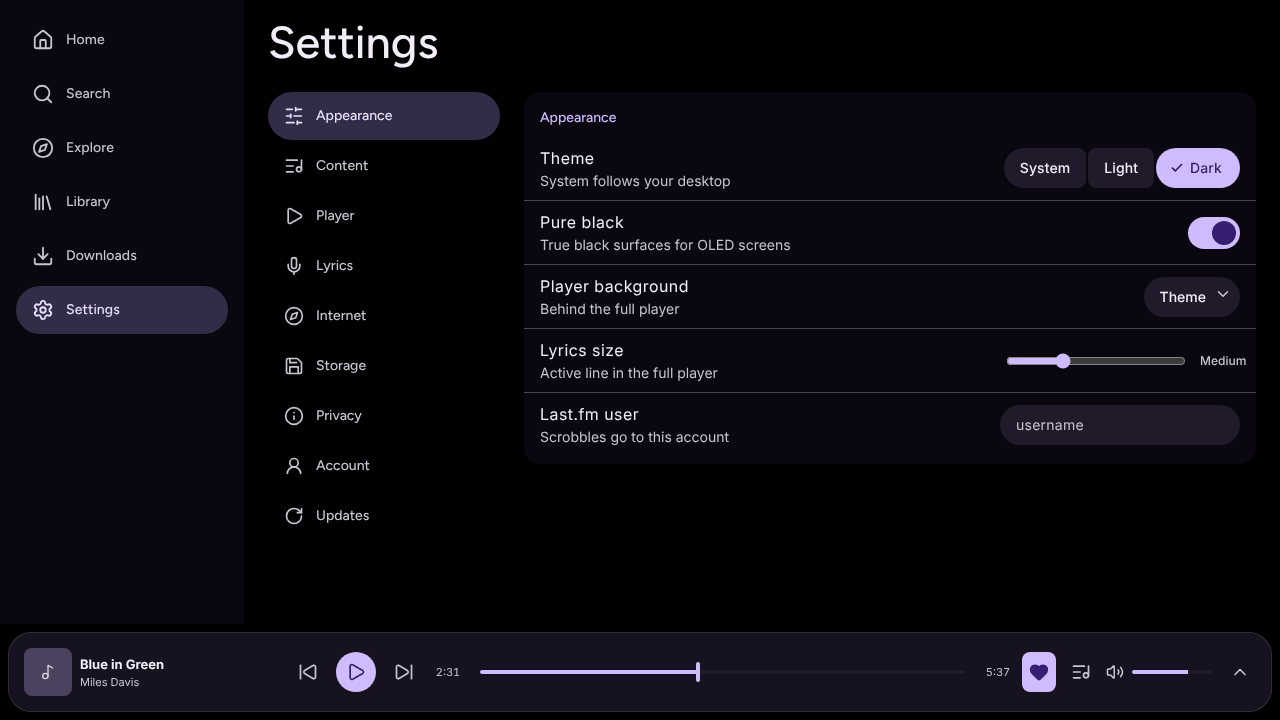 Home
Search
Explore
Library
Downloads
Settings
Settings
Appearance
Content
Player
Lyrics
Internet
Storage
Privacy
Account
Updates
Appearance
Theme
System follows your desktop
System Light Dark
Pure black
True black surfaces for OLED screens
Player background
Behind the full player
Theme
Lyrics size
Active line in the full player
Medium
Last.fm user
Scrobbles go to this account
username
Blue in Green
Miles Davis
2:31
5:37